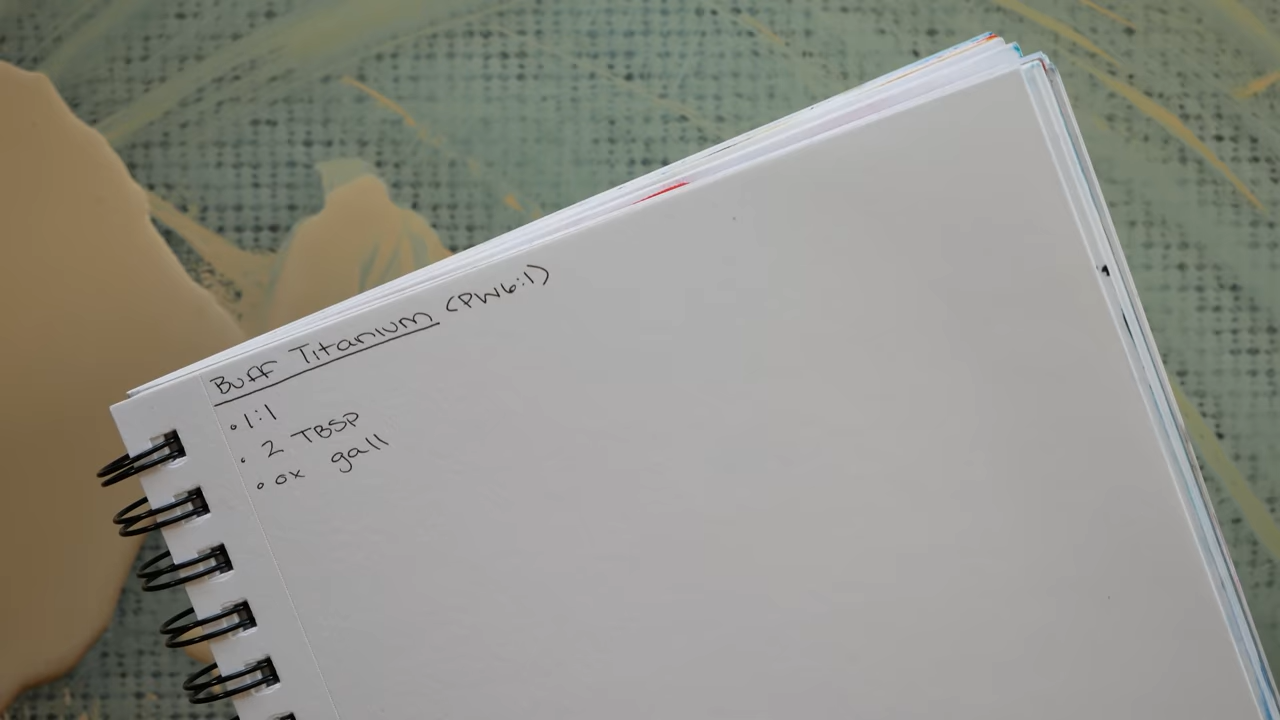 Buff Titanium (PW6:1)
• 1:1
• 2 TBSP
• ox gall